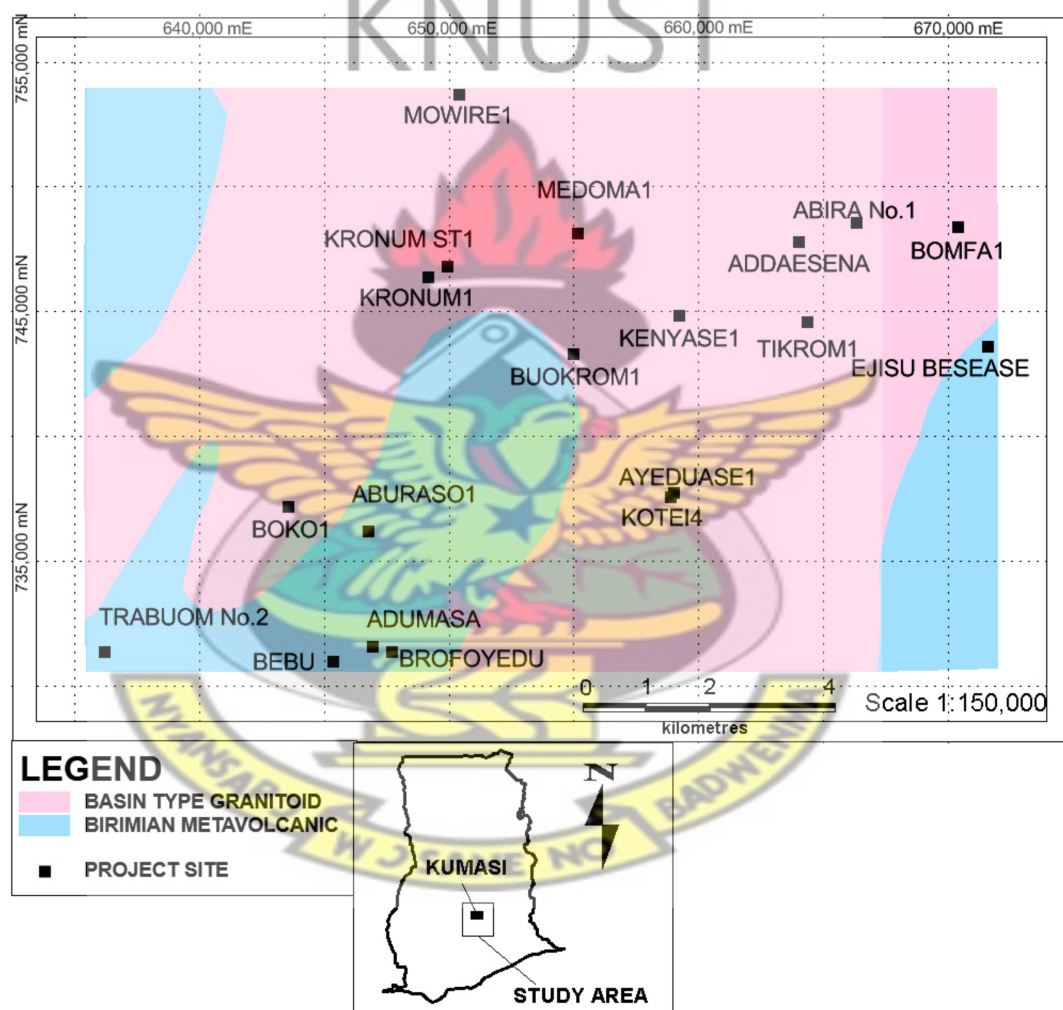 KNUST
640,000 mE
650,000 mE
660,000 mE
670,000 mE
755,000 mN
745,000 mN
735,000 mN
MOWIRE1
MEDOMA1
ABIRA No.1
KRONUM ST1
ADDAESENA
BOMFA1
KRONUM1
KENYASE1
TIKROM1
BUOKROM1
EJISU BESEASE
AYEDUASE1
ABURASO1
KOTEI4
BOKO1
TRABUOM No.2
ADUMASA
BEBU
BROFOYEDU
0 1 2 4
kilometres
Scale 1:150,000
LEGEND
BASIN TYPE GRANITOID
BIRIMIAN METAVOLCANIC
PROJECT SITE
N
KUMASI
STUDY AREA
BADWENMA
SANE NO